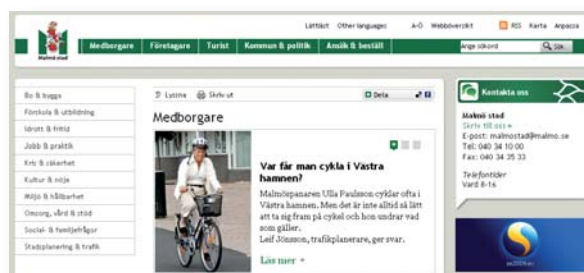 Lättläst Other languages A-Ö Webböversikt RSS Karta Anpassa
Malmö stad
Medborgare Företagare Turist Kommun & politik Ansök & beställ
Ange sökord Sök
Bo & bygga
Förskola & utbildning
Idrott & fritid
Jobb & praktik
Kris & säkerhet
Kultur & nöje
Miljö & hållbarhet
Omsorg, vård & stöd
Social- & familjefrågor
Stadsplanering & trafik
Lyssna Skriv ut Dela
Medborgare
Var får man cykla i Västra
hamnen?
Malmöspanaren Ulla Paulsson cyklar ofta i
Västra hamnen. Men det är inte alltid så lätt
att ta sig fram på cykel och hon undrar vad
som gäller.
Leif Jönsson, trafikplanerare, ger svar.
Läs mer
Kontakta oss
Malmö stad
Skriv till oss »
E-post: malmostad@malmo.se
Tel: 040 34 10 00
Fax: 040 34 25 33
Telefontider
Vard 8-16
se2009.eu